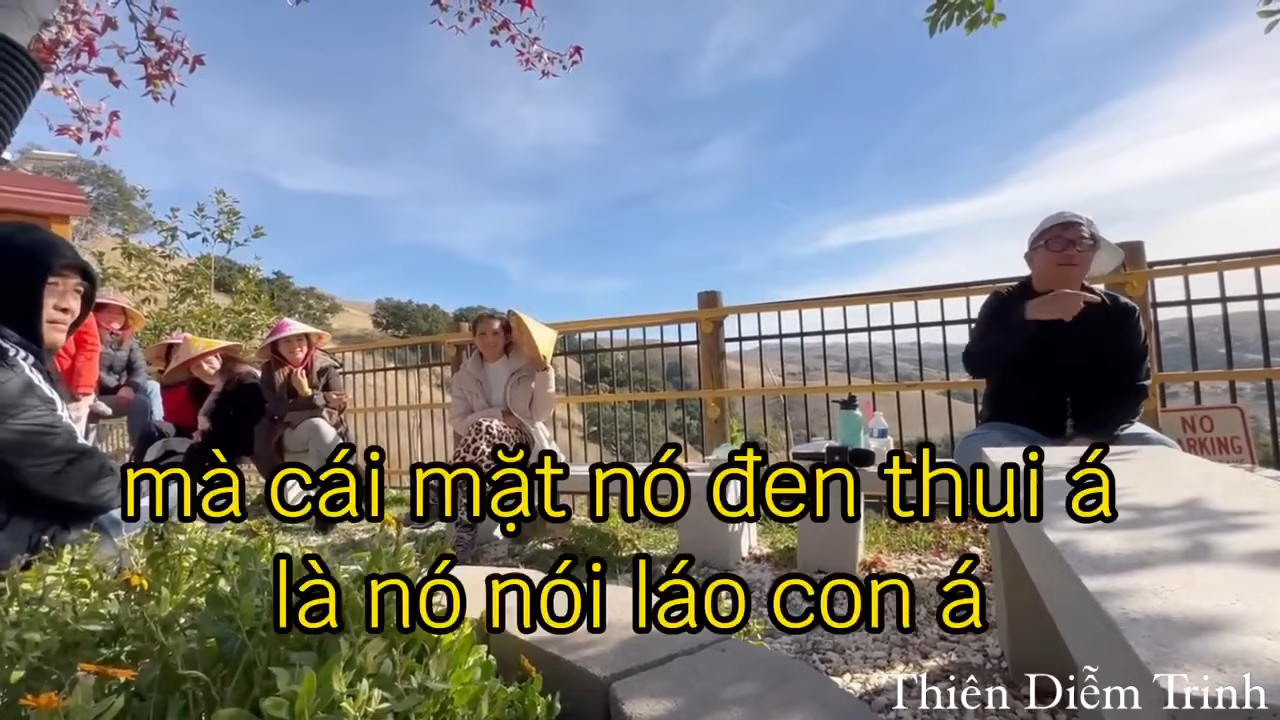 mà cái mặt nó đen thui á
là nó nói láo con á
NO
PARKING
Thiên Diễm Trinh